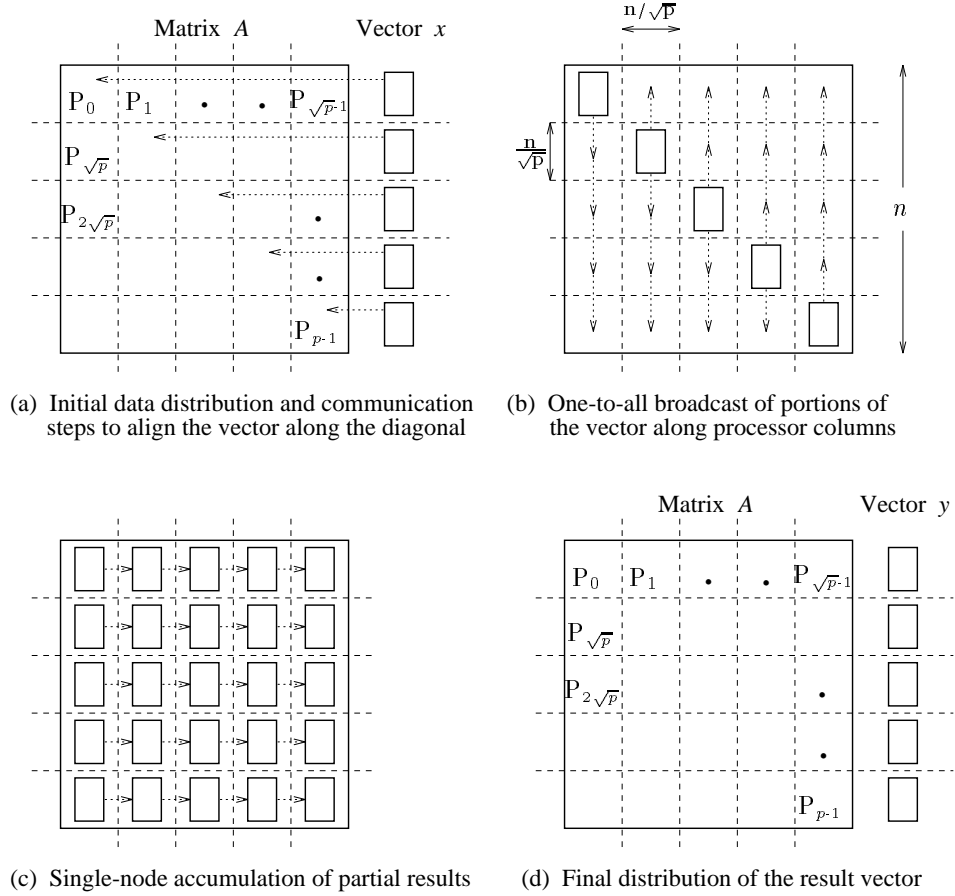 Matrix A Vector x
P₀ P₁ P√p-1
P√p
P2√p
Pp-1
n/√p
n/√p
n
(a) Initial data distribution and communication
steps to align the vector along the diagonal
(b) One-to-all broadcast of portions of
the vector along processor columns
(c) Single-node accumulation of partial results
Matrix A Vector y
P₀ P₁ P√p-1
P√p
P2√p
Pp-1
(d) Final distribution of the result vector